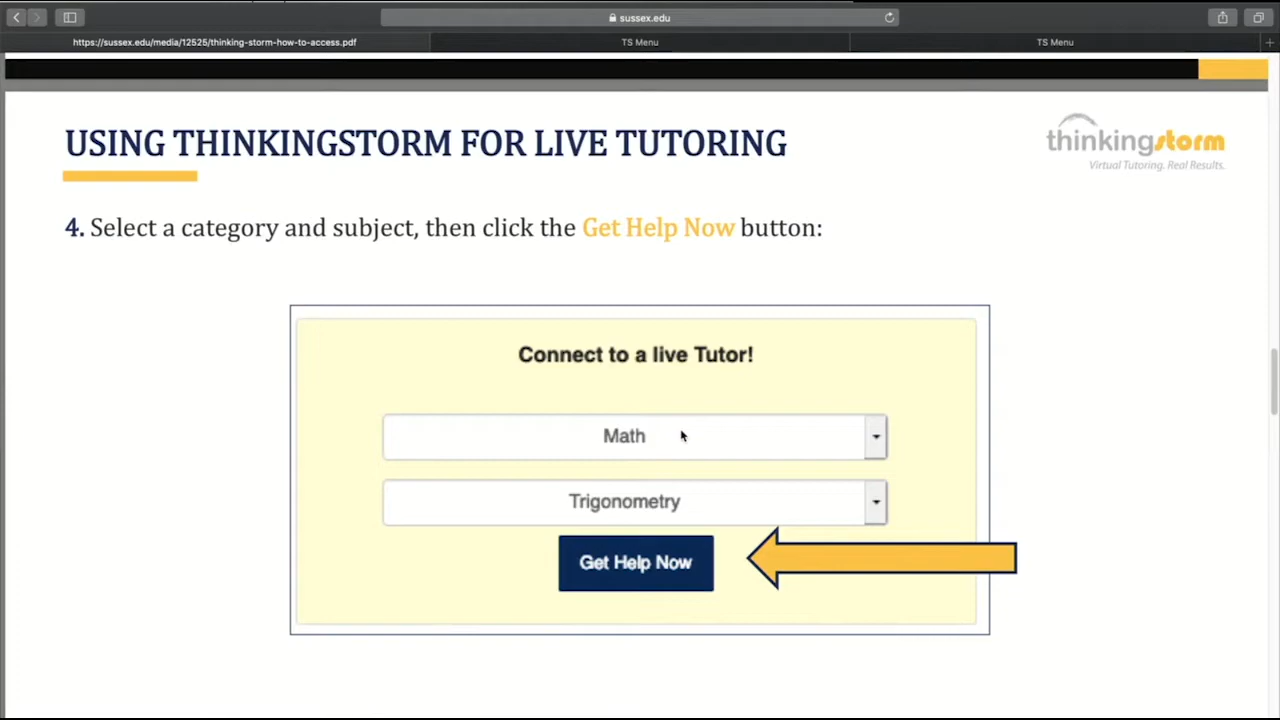 sussex.edu
https://sussex.edu/media/12525/thinking-storm-how-to-access.pdf
TS Menu
TS Menu
USING THINKINGSTORM FOR LIVE TUTORING
thinkingstorm
Virtual Tutoring. Real Results.
4. Select a category and subject, then click the Get Help Now button:
Connect to a live Tutor!
Math
Trigonometry
Get Help Now